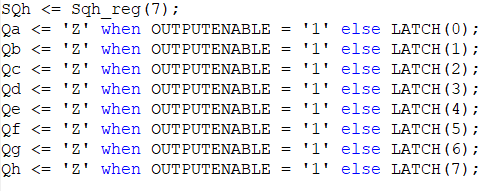 SQh <= Sqh_reg(7);
Qa <= 'Z' when OUTPUTENABLE = '1' else LATCH(0);
Qb <= 'Z' when OUTPUTENABLE = '1' else LATCH(1);
Qc <= 'Z' when OUTPUTENABLE = '1' else LATCH(2);
Qd <= 'Z' when OUTPUTENABLE = '1' else LATCH(3);
Qe <= 'Z' when OUTPUTENABLE = '1' else LATCH(4);
Qf <= 'Z' when OUTPUTENABLE = '1' else LATCH(5);
Qg <= 'Z' when OUTPUTENABLE = '1' else LATCH(6);
Qh <= 'Z' when OUTPUTENABLE = '1' else LATCH(7);